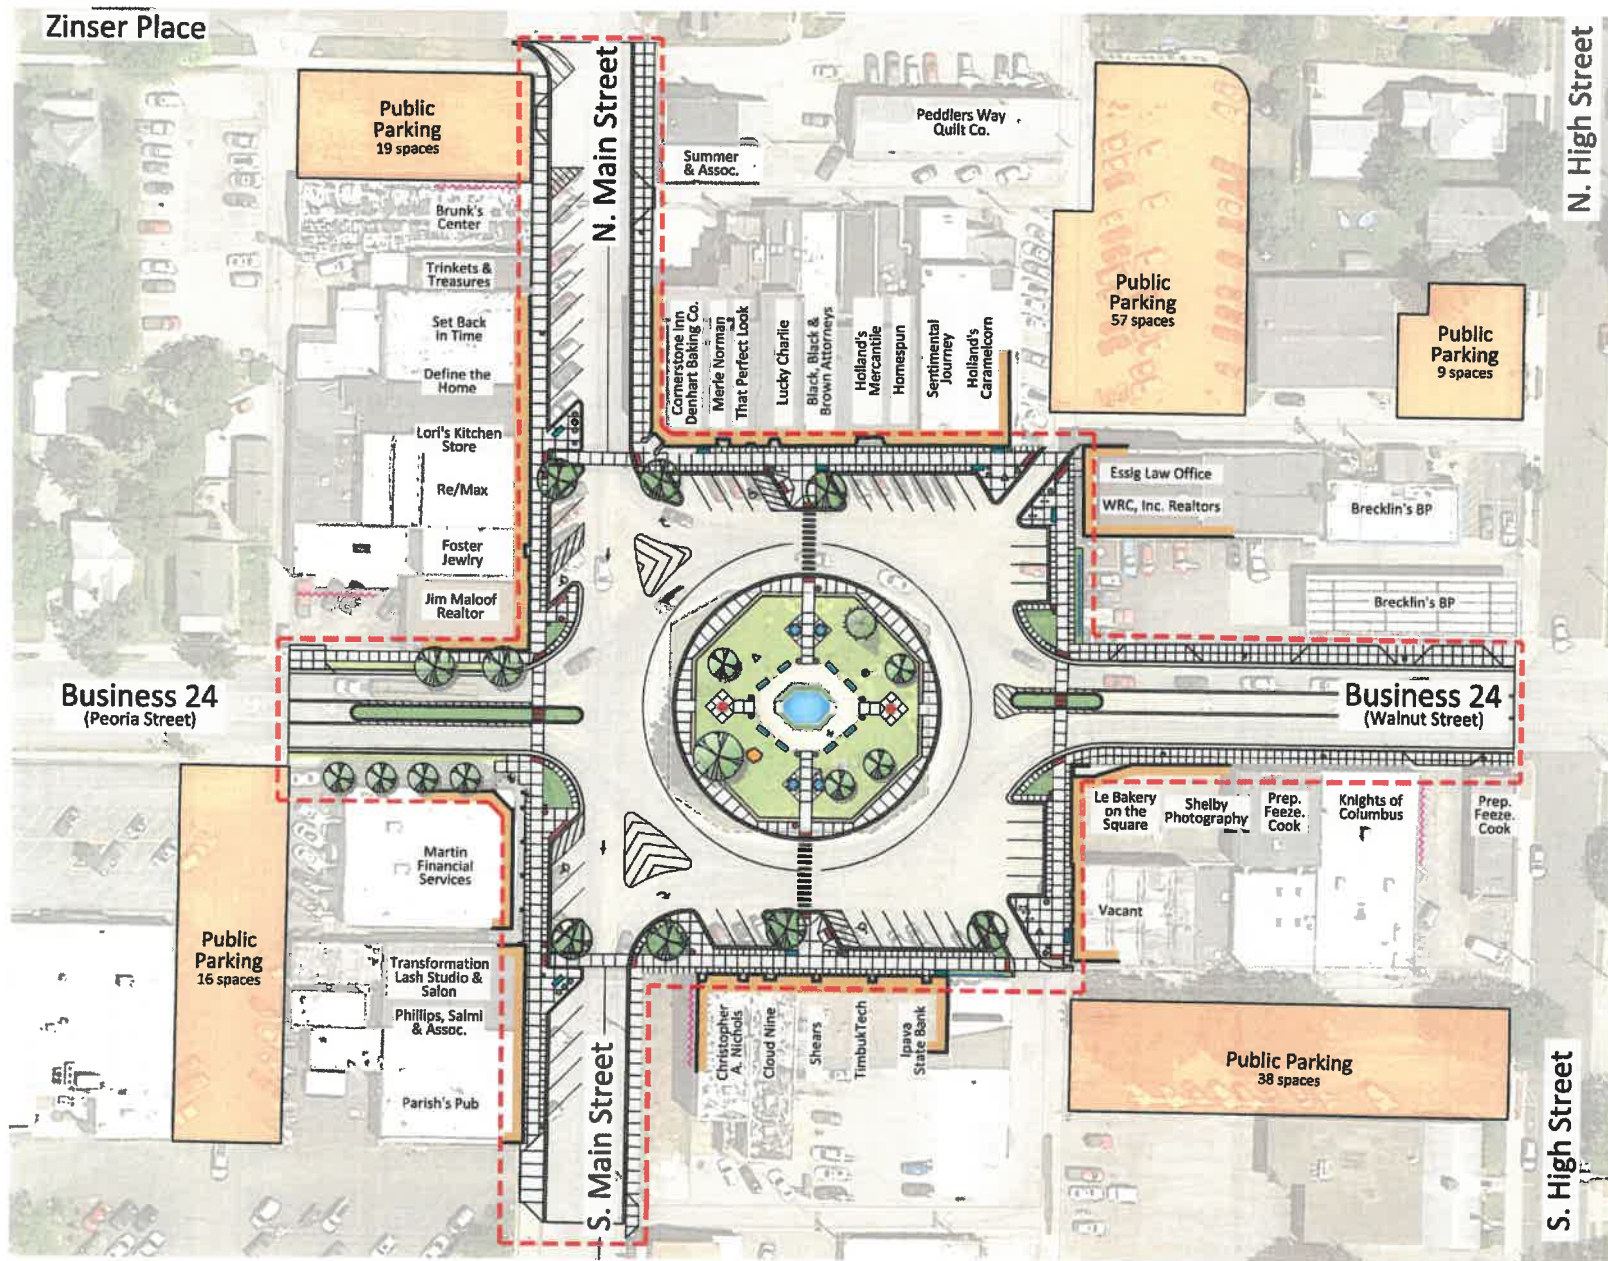 Zinser Place
N. Main Street
N. High Street
Public
Parking
19 spaces
Peddlers Way
Quilt Co.
Summer
& Assoc.
Brunk's
Center
Trinkets &
Treasures
Set Back
in Time
Define the
Home
Lori's Kitchen
Store
Re/Max
Foster
Jewlry
Jim Maloof
Realtor
Cornerstone Inn
Denhart Baking Co.
Merle Norman
That Perfect Look
Lucky Charlie
Black, Black &
Brown Attorneys
Holland's
Mercantile
Homespun
Sentimental
Journey
Holland's
Caramelcorn
Public
Parking
57 spaces
Public
Parking
9 spaces
Essig Law Office
WRC, Inc. Realtors
Brecklin's BP
Brecklin's BP
Business 24
(Peoria Street)
Business 24
(Walnut Street)
Le Bakery
on the
Square
Shelby
Photography
Prep.
Feeze.
Cook
Knights of
Columbus
Prep.
Feeze.
Cook
Vacant
Martin
Financial
Services
Public
Parking
16 spaces
Transformation
Lash Studio &
Salon
Phillips, Salmi
& Assoc.
Parish's Pub
Christopher
A. Nichols
Cloud Nine
Shears
TimbukTech
Ipava
State Bank
Public Parking
38 spaces
S. Main Street
S. High Street